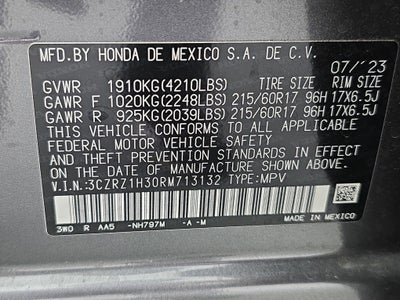 MFD.BY HONDA DE MEXICO S.A. DE C.V.
07/'23
GVWR 1910KG(4210LBS) TIRE SIZE RIM SIZE
GAWR F 1020KG(2248LBS) 215/60R17 96H 17X6.5J
GAWR R 925KG(2039LBS) 215/60R17 96H 17X6.5J
THIS VEHICLE CONFORMS TO ALL APPLICABLE
FEDERAL MOTOR VEHICLE SAFETY AND THEFT PREVENTION
STANDARDS IN EFFECT ON THE DATE OF
MANUFACTURE SHOWN ABOVE.
V.I.N:3CZRZ1H30RM713132 TYPE:MPV
3WO R AA5 -NH797M -A -M
MADE IN MEXICO